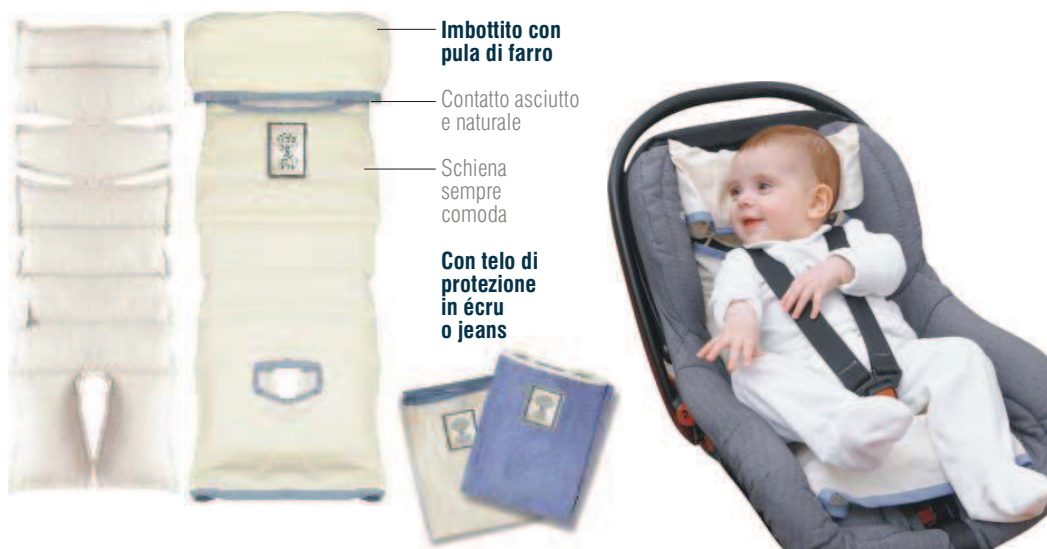 Imbottito con
pula di farro
Contatto asciutto
e naturale
Schiena
sempre
comoda
Con telo di
protezione
in écru
o jeans